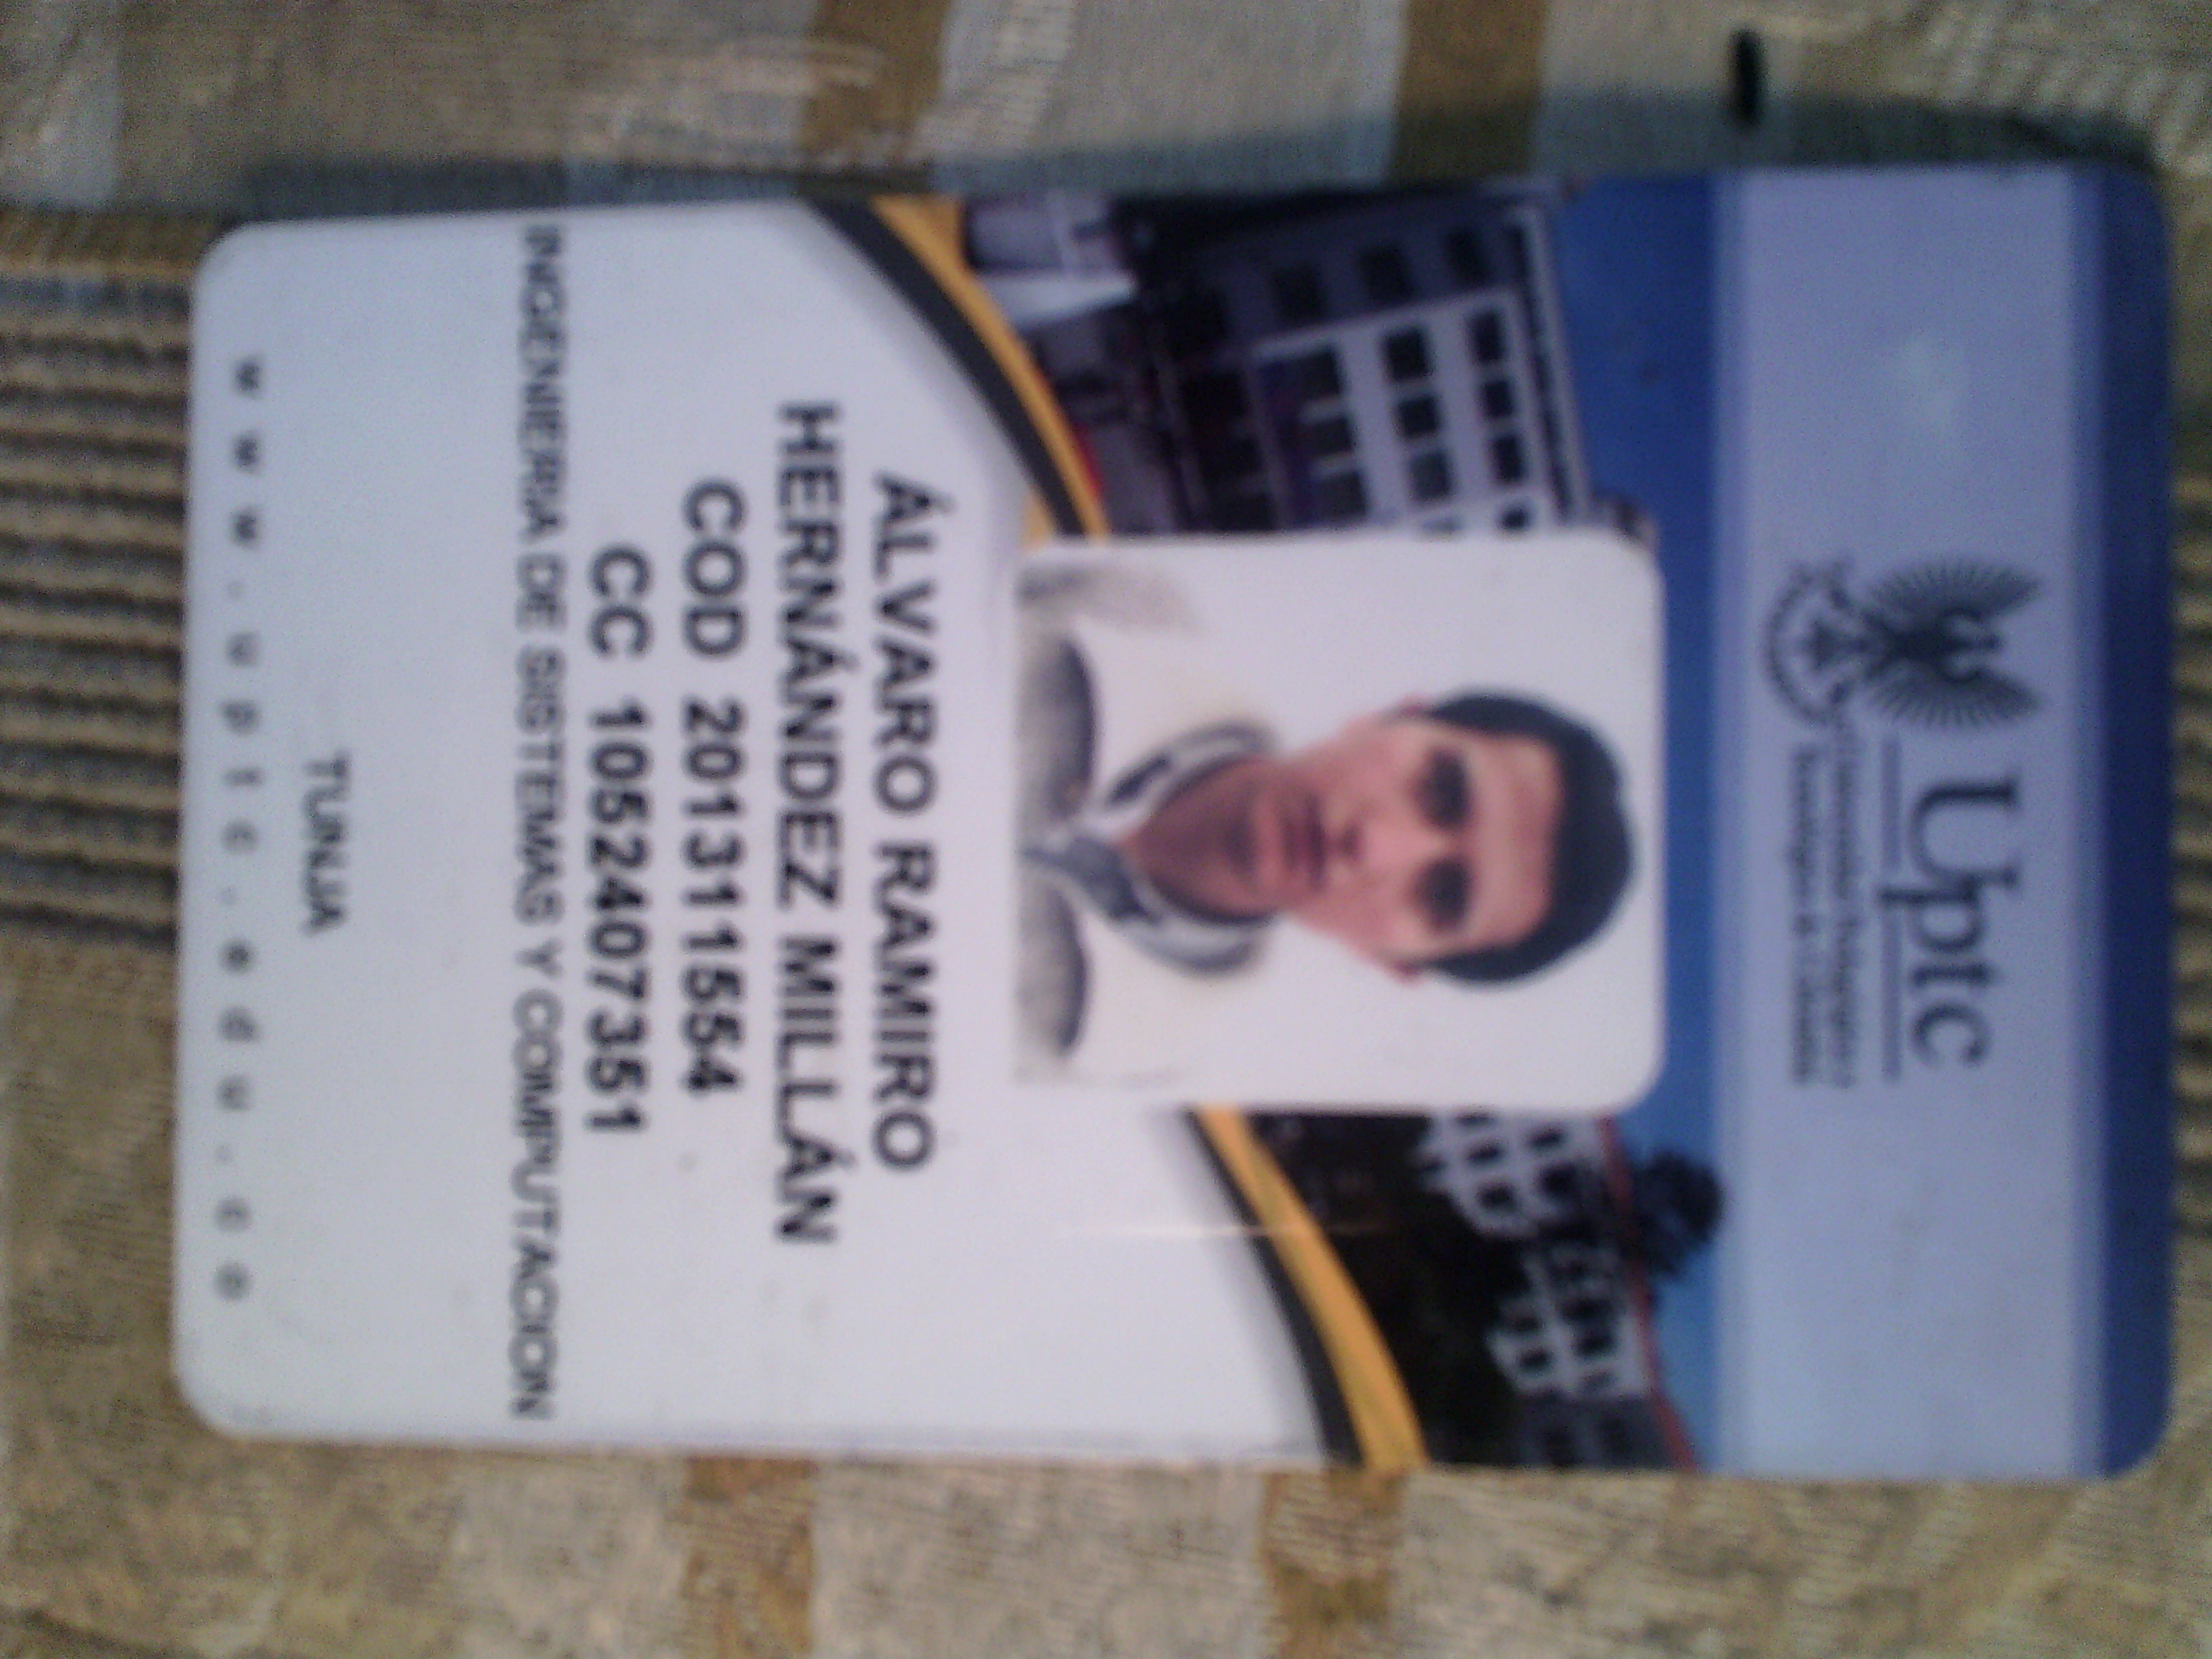 Uptc
Universidad Pedagógica y
Tecnológica de Colombia
ÁLVARO RAMIRO
HERNÁNDEZ MILLÁN
COD 201311554
CC 1052407351
INGENIERIA DE SISTEMAS Y COMPUTACION
TUNJA
www.uptc.edu.co